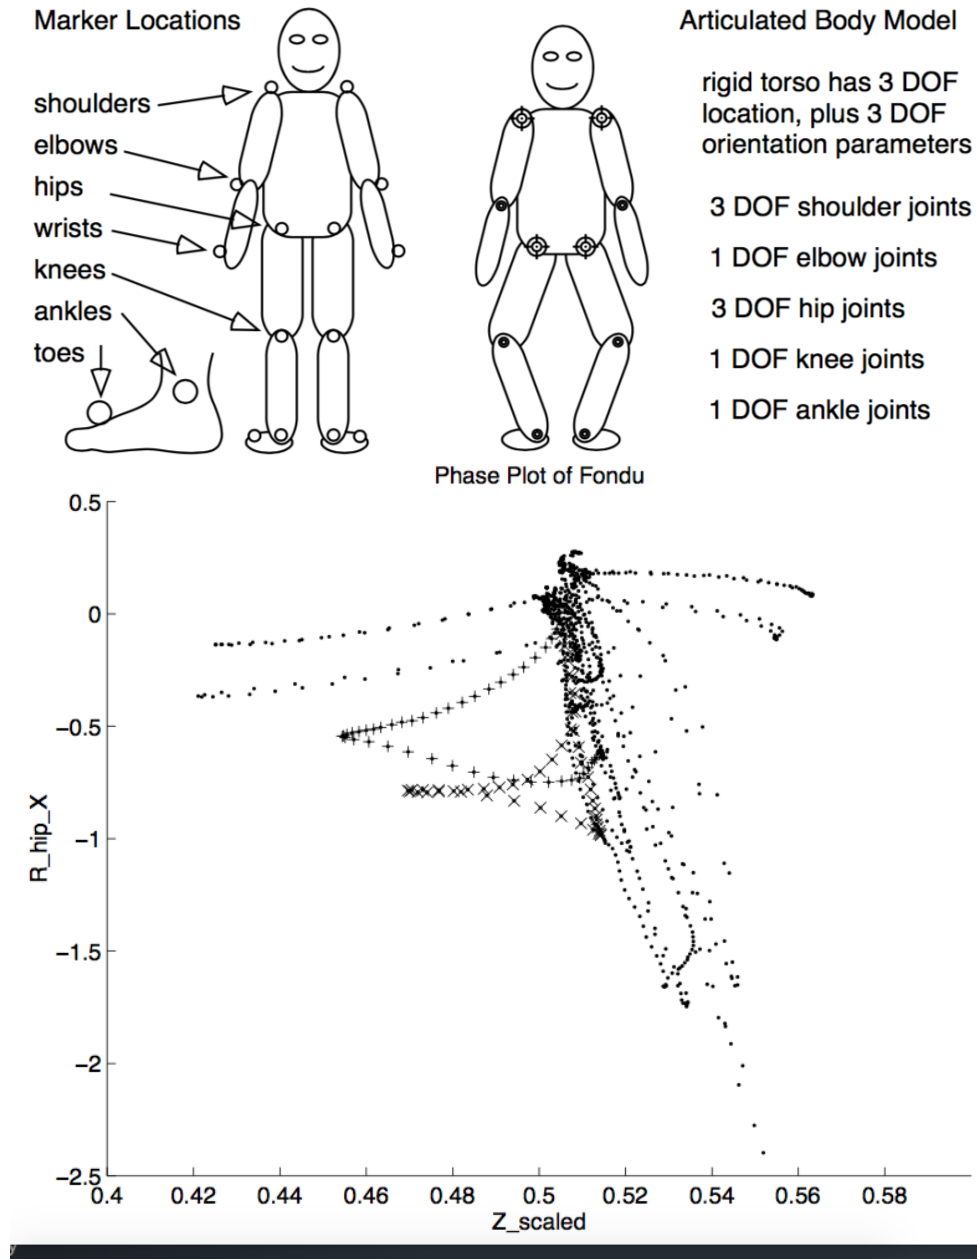 Marker Locations
shoulders
elbows
hips
wrists
knees
ankles
toes
Articulated Body Model
rigid torso has 3 DOF
location, plus 3 DOF
orientation parameters
3 DOF shoulder joints
1 DOF elbow joints
3 DOF hip joints
1 DOF knee joints
1 DOF ankle joints
Phase Plot of Fondu
0.5
0
−0.5
−1
−1.5
−2
−2.5
R_hip_X
0.4 0.42 0.44 0.46 0.48 0.5 0.52 0.54 0.56 0.58
Z_scaled